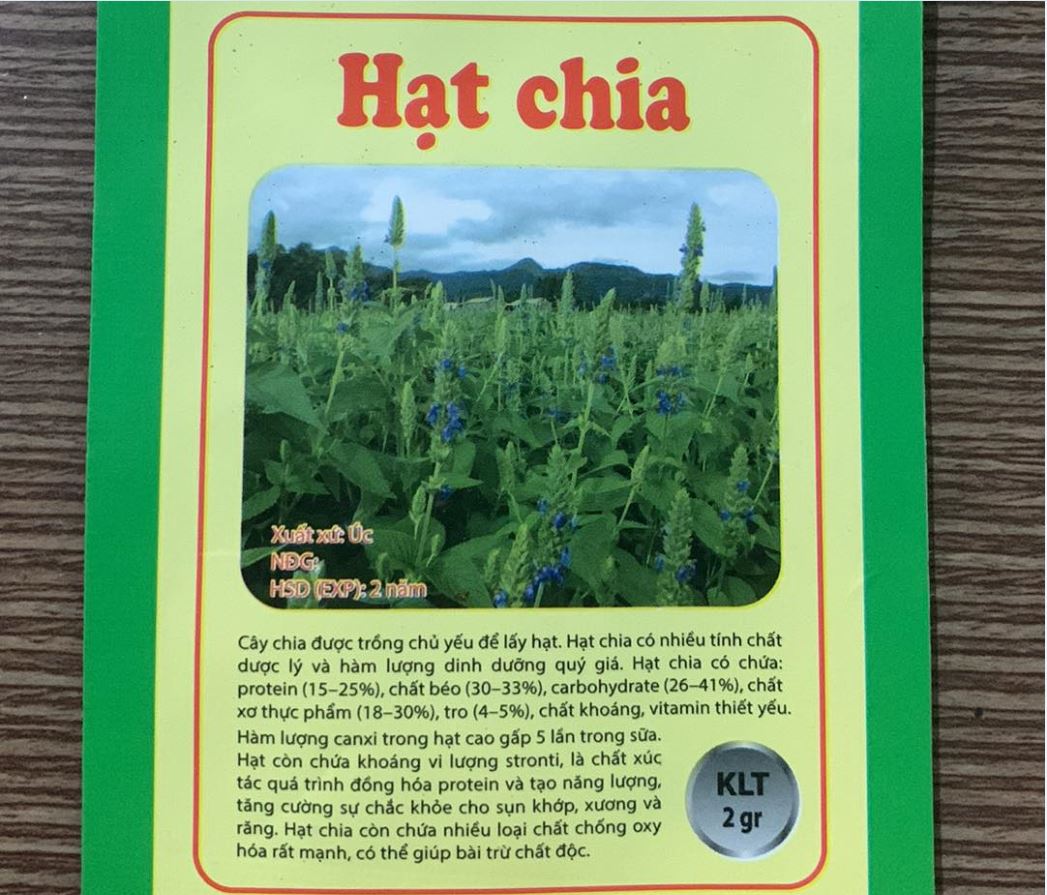 Hạt chia
Xuất xứ: Úc
NĐG:
HSD (EXP): 2 năm
Cây chia được trồng chủ yếu để lấy hạt. Hạt chia có nhiều tính chất
dược lý và hàm lượng dinh dưỡng quý giá. Hạt chia có chứa:
protein (15–25%), chất béo (30–33%), carbohydrate (26–41%), chất
xơ thực phẩm (18–30%), tro (4–5%), chất khoáng, vitamin thiết yếu.
Hàm lượng canxi trong hạt cao gấp 5 lần trong sữa.
Hạt còn chứa khoáng vi lượng stronti, là chất xúc
tác quá trình đồng hóa protein và tạo năng lượng,
tăng cường sự chắc khỏe cho sụn khớp, xương và
răng. Hạt chia còn chứa nhiều loại chất chống oxy
hóa rất mạnh, có thể giúp bài trừ chất độc.
KLT
2 gr